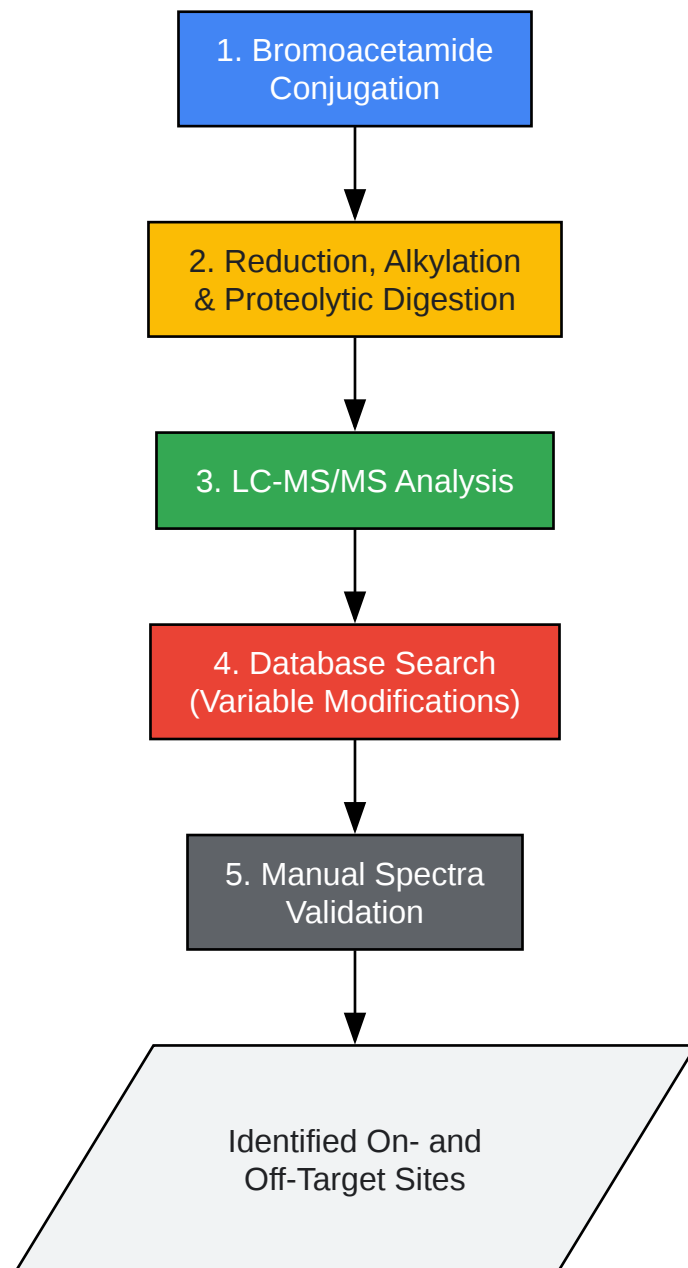 1. Bromoacetamide
Conjugation
2. Reduction, Alkylation
& Proteolytic Digestion
3. LC-MS/MS Analysis
4. Database Search
(Variable Modifications)
5. Manual Spectra
Validation
Identified On- and
Off-Target Sites